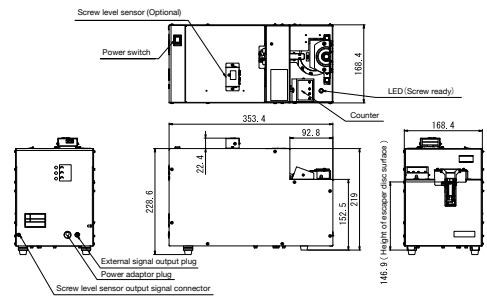 Screw level sensor (Optional)
Power switch
168.4
LED (Screw ready)
Counter
353.4
92.8
22.4
228.6
152.5
219
168.4
146.9 (Height of escaper disc surface)
External signal output plug
Power adaptor plug
Screw level sensor output signal connector